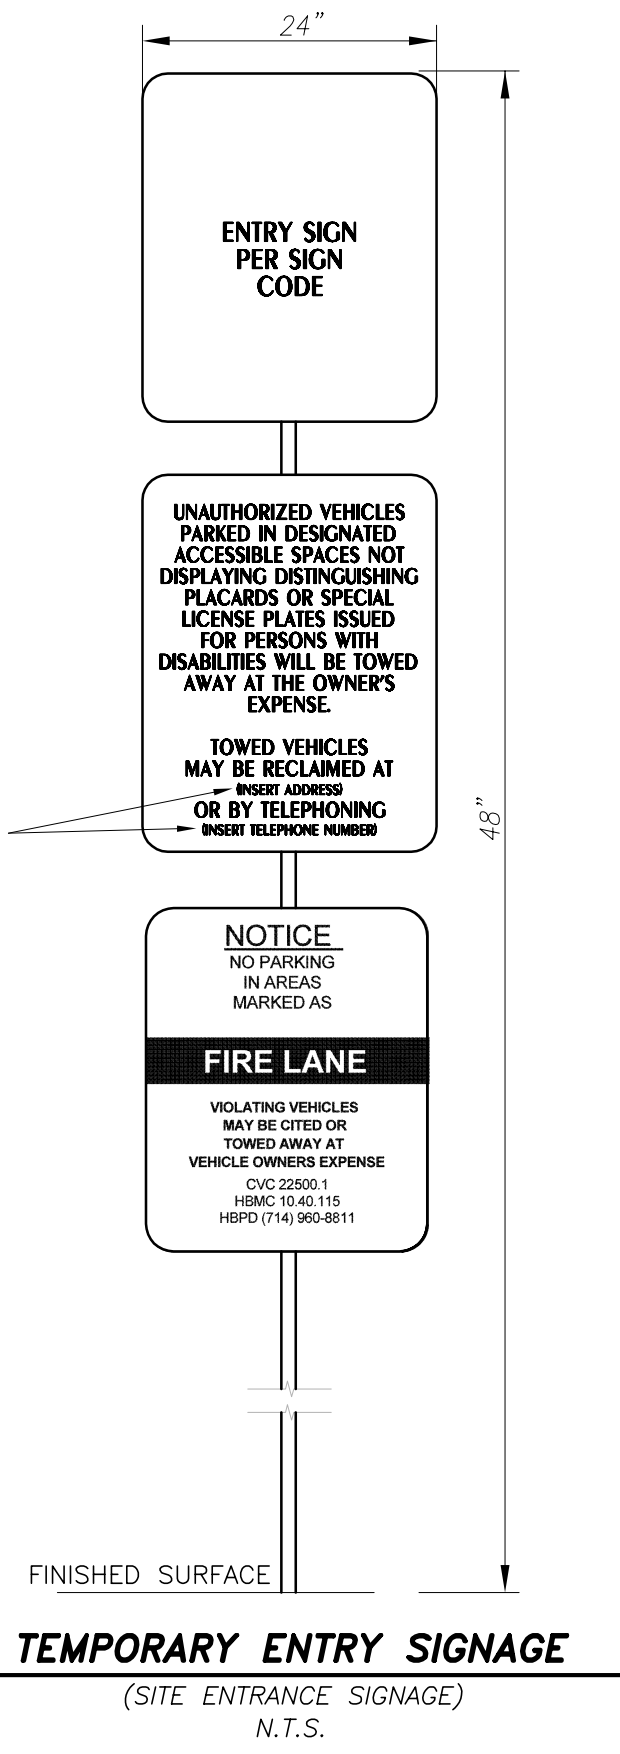 24"
ENTRY SIGN
PER SIGN
CODE
UNAUTHORIZED VEHICLES
PARKED IN DESIGNATED
ACCESSIBLE SPACES NOT
DISPLAYING DISTINGUISHING
PLACARDS OR SPECIAL
LICENSE PLATES ISSUED
FOR PERSONS WITH
DISABILITIES WILL BE TOWED
AWAY AT THE OWNER'S
EXPENSE.
TOWED VEHICLES
MAY BE RECLAIMED AT
(INSERT ADDRESS)
OR BY TELEPHONING
(INSERT TELEPHONE NUMBER)
48"
NOTICE
NO PARKING
IN AREAS
MARKED AS
FIRE LANE
VIOLATING VEHICLES
MAY BE CITED OR
TOWED AWAY AT
VEHICLE OWNERS EXPENSE
CVC 22500.1
HBMC 10.40.115
HBPD (714) 960-8811
FINISHED SURFACE
TEMPORARY ENTRY SIGNAGE
(SITE ENTRANCE SIGNAGE)
N.T.S.